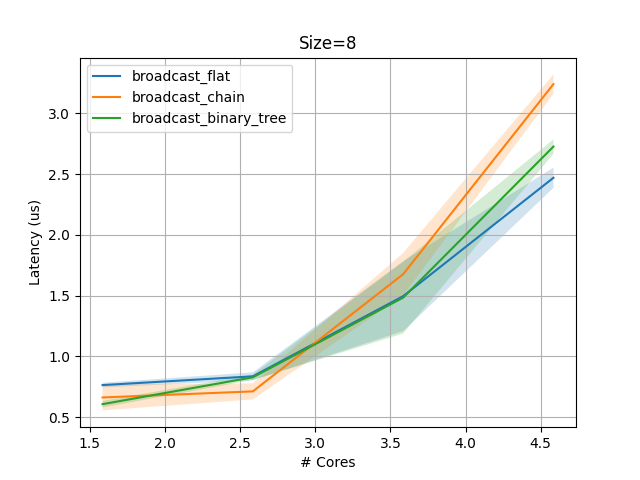 Size=8
broadcast_flat
broadcast_chain
broadcast_binary_tree
Latency (us)
3.0
2.5
2.0
1.5
1.0
0.5
1.5 2.0 2.5 3.0 3.5 4.0 4.5
# Cores